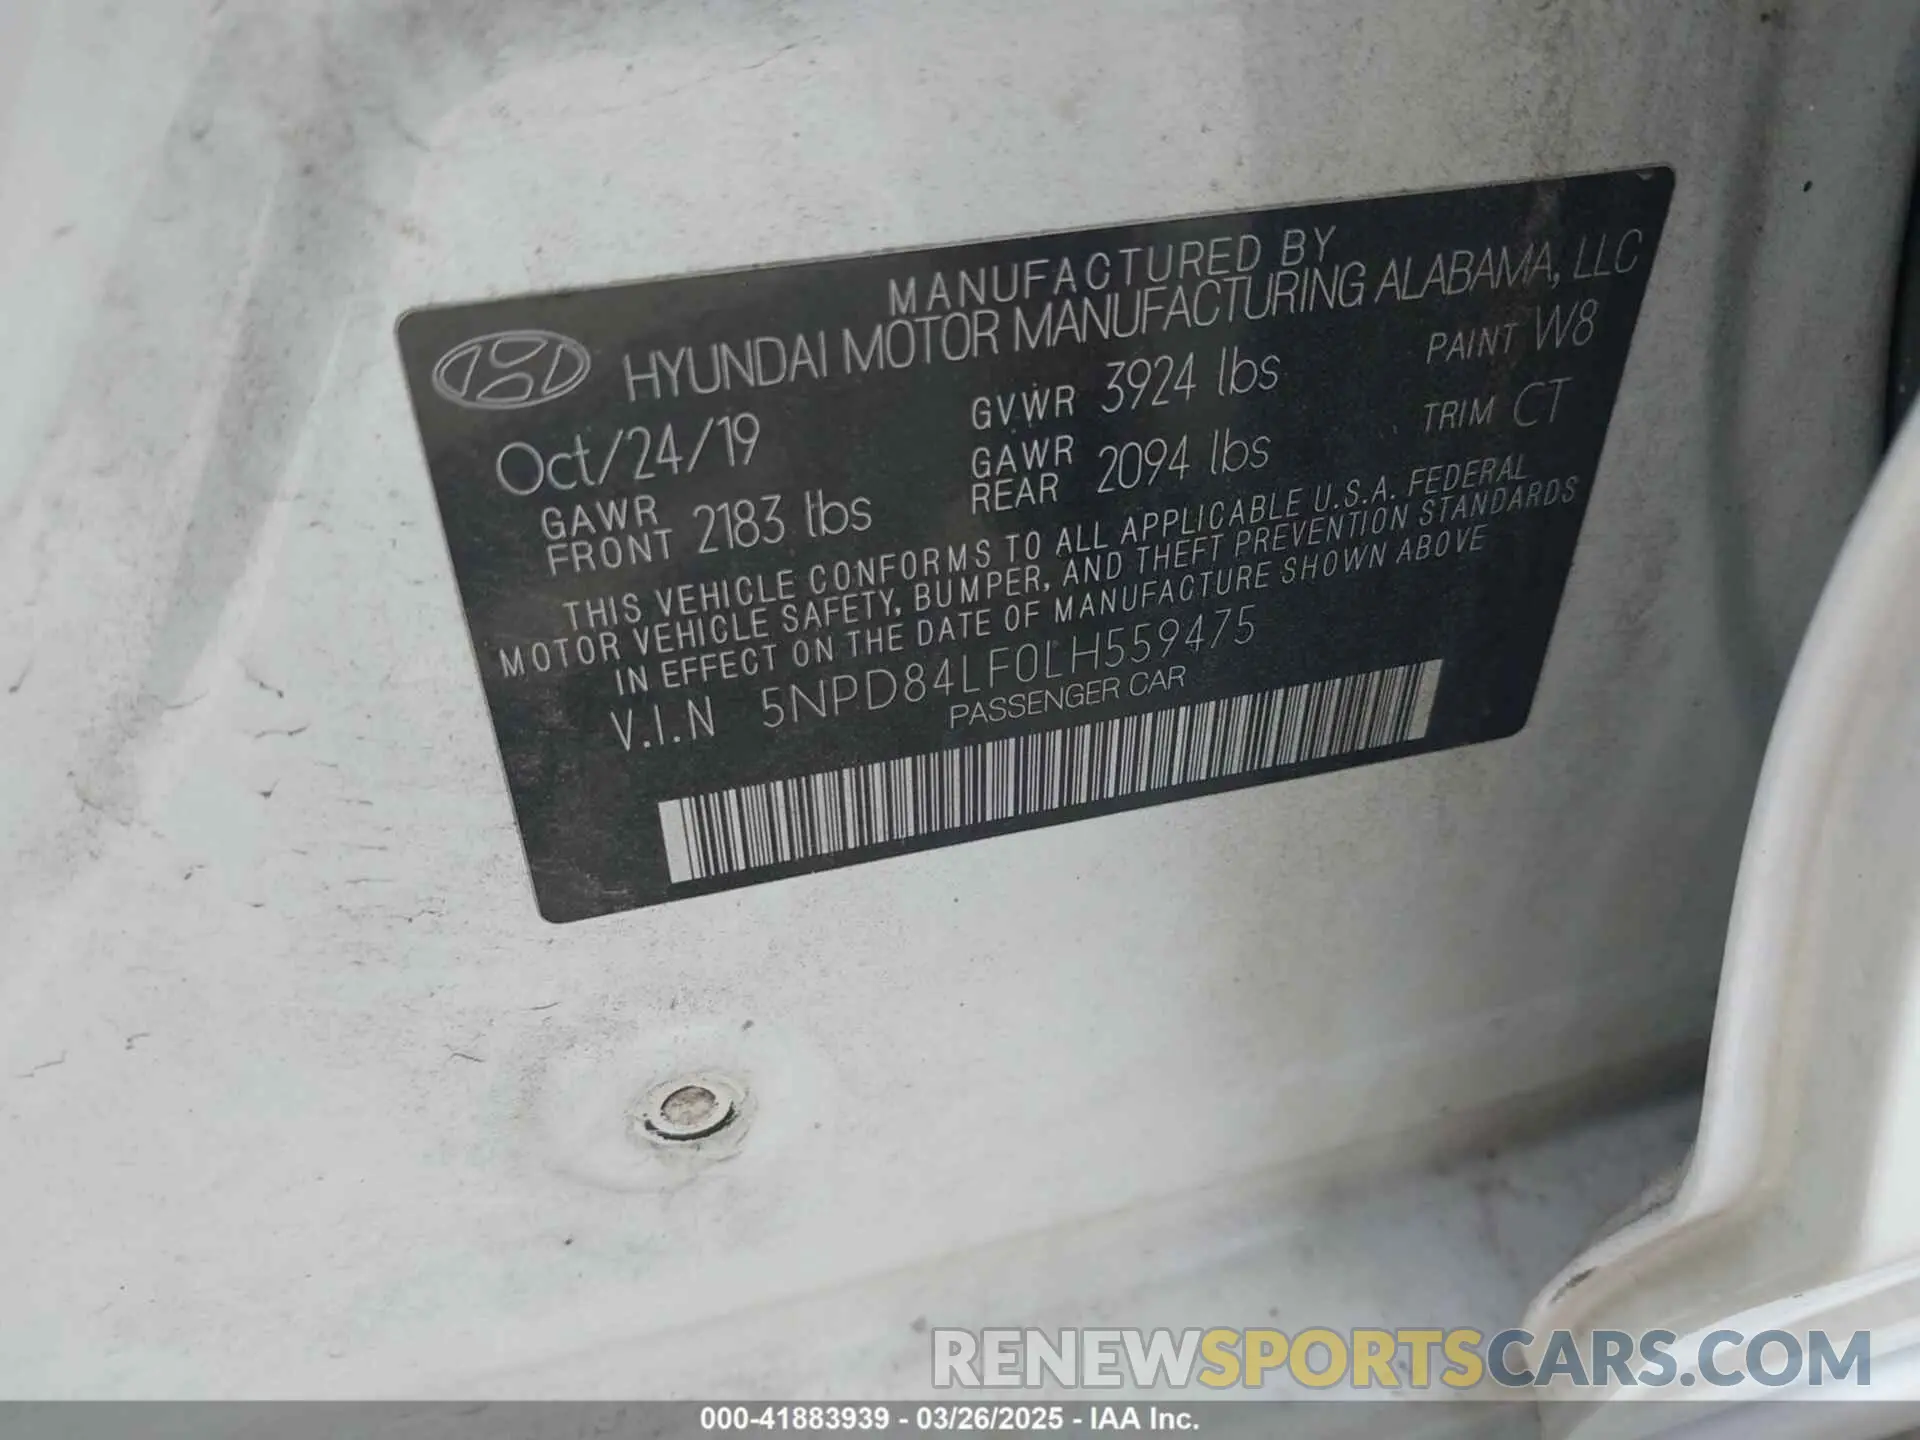 MANUFACTURED BY
HYUNDAI MOTOR MANUFACTURING ALABAMA, LLC
Oct/24/19 GVWR 3924 lbs PAINT W8
GAWR FRONT 2183 lbs GAWR REAR 2094 lbs TRIM CT
THIS VEHICLE CONFORMS TO ALL APPLICABLE U.S.A. FEDERAL
MOTOR VEHICLE SAFETY, BUMPER, AND THEFT PREVENTION STANDARDS
IN EFFECT ON THE DATE OF MANUFACTURE SHOWN ABOVE
V.I.N 5NPD84LF0LH559475
PASSENGER CAR
RENEWSPORTSCARS.COM
000-41883939 - 03/26/2025 - IAA Inc.